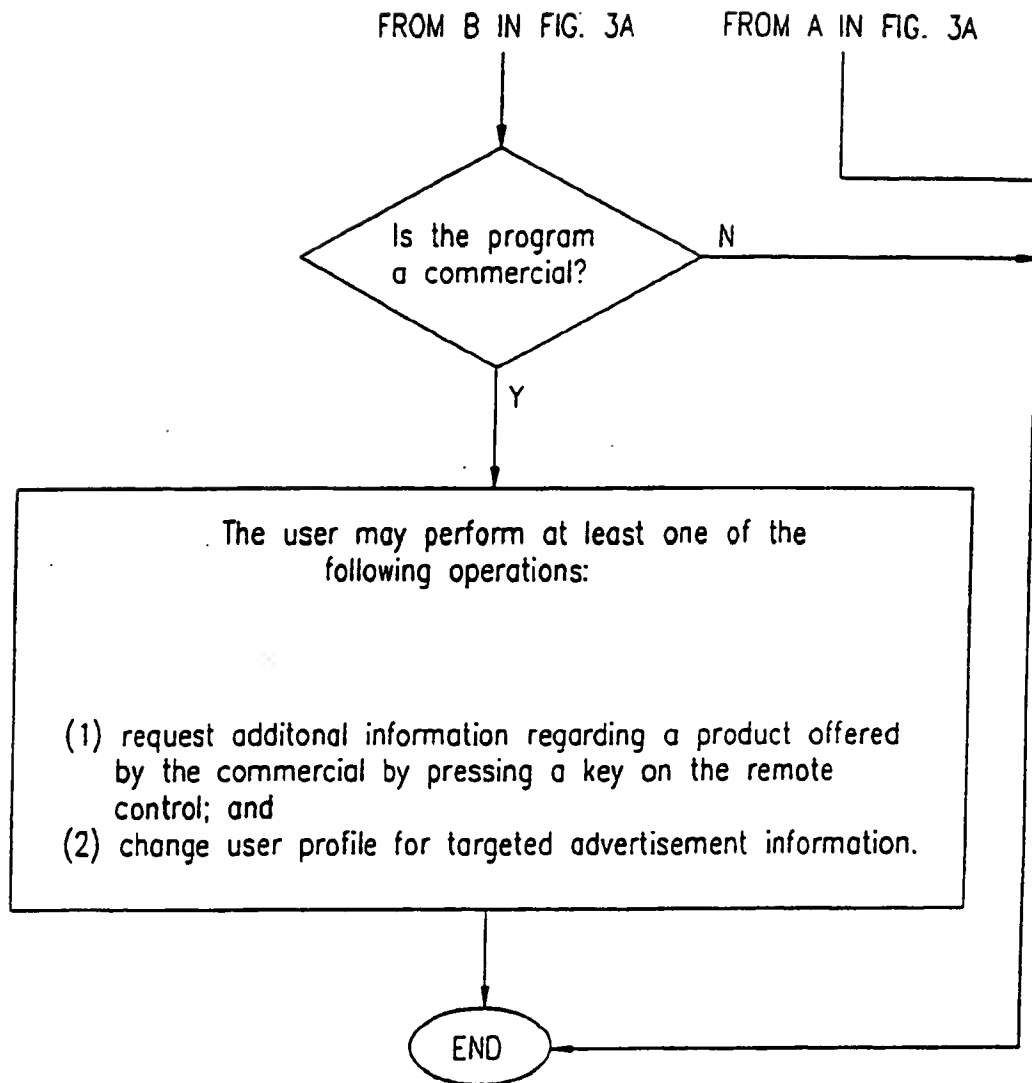 FROM B IN FIG. 3A
FROM A IN FIG. 3A
Is the program
a commercial?
N
Y
The user may perform at least one of the
following operations:
(1) request additonal information regarding a product offered
by the commercial by pressing a key on the remote
control; and
(2) change user profile for targeted advertisement information.
END